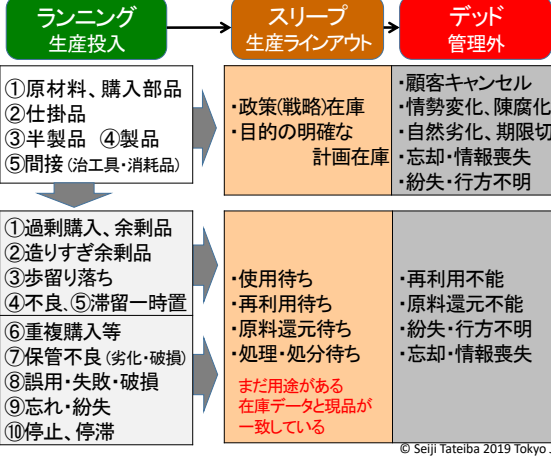 ランニング
生産投入
スリープ
生産ラインアウト
デッド
管理外
①原材料、購入部品
②仕掛品
③半製品 ④製品
⑤間接(治工具・消耗品)
・政策(戦略)在庫
・目的の明確な
計画在庫
・顧客キャンセル
・情勢変化、陳腐化
・自然劣化、期限切
・忘却・情報喪失
・紛失・行方不明
①過剰購入、余剰品
②造りすぎ余剰品
③歩留り落ち
④不良、⑤滞留一時置
⑥重複購入等
⑦保管不良(劣化・破損)
⑧誤用・失敗・破損
⑨忘れ・紛失
⑩停止、停滞
・使用待ち
・再利用待ち
・原料還元待ち
・処理・処分待ち
まだ用途がある
在庫データと現品が
一致している
・再利用不能
・原料還元不能
・紛失・行方不明
・忘却・情報喪失
© Seiji Tateiba 2019 Tokyo